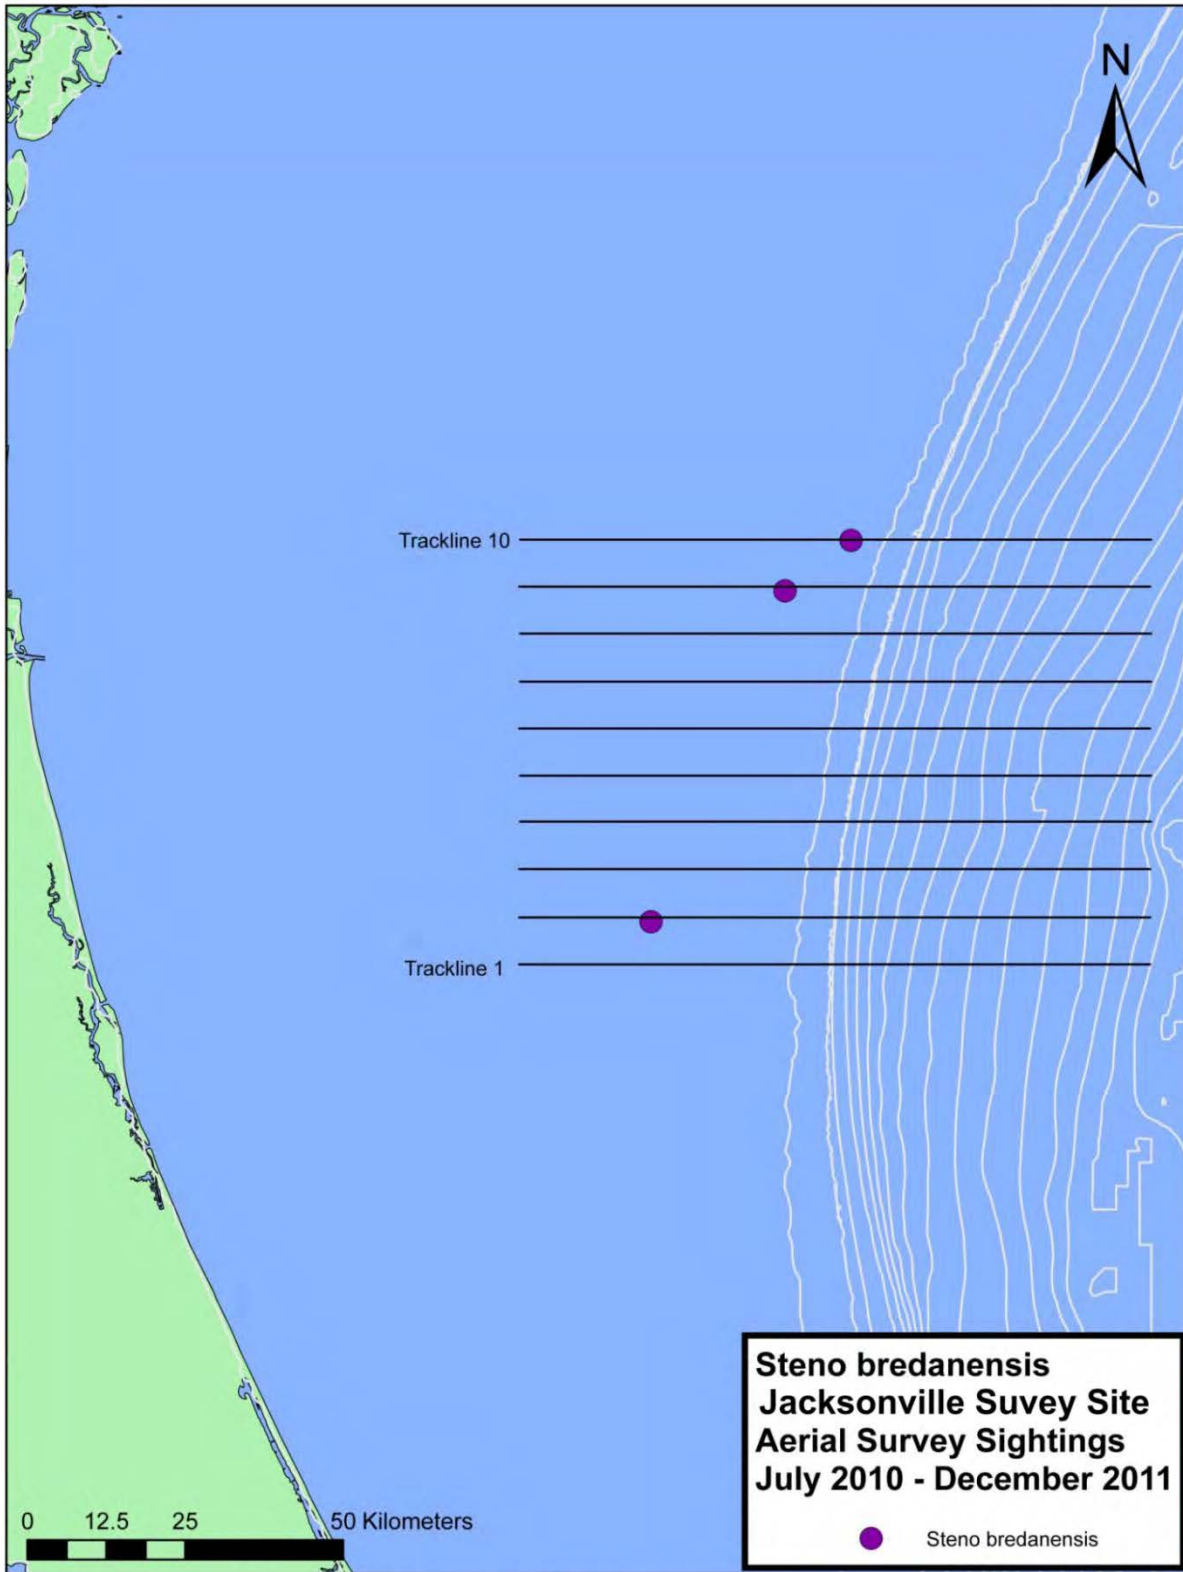 N
Trackline 10
Trackline 1
Steno bredanensis
Jacksonville Suvey Site
Aerial Survey Sightings
July 2010 - December 2011
Steno bredanensis
0 12.5 25 50 Kilometers